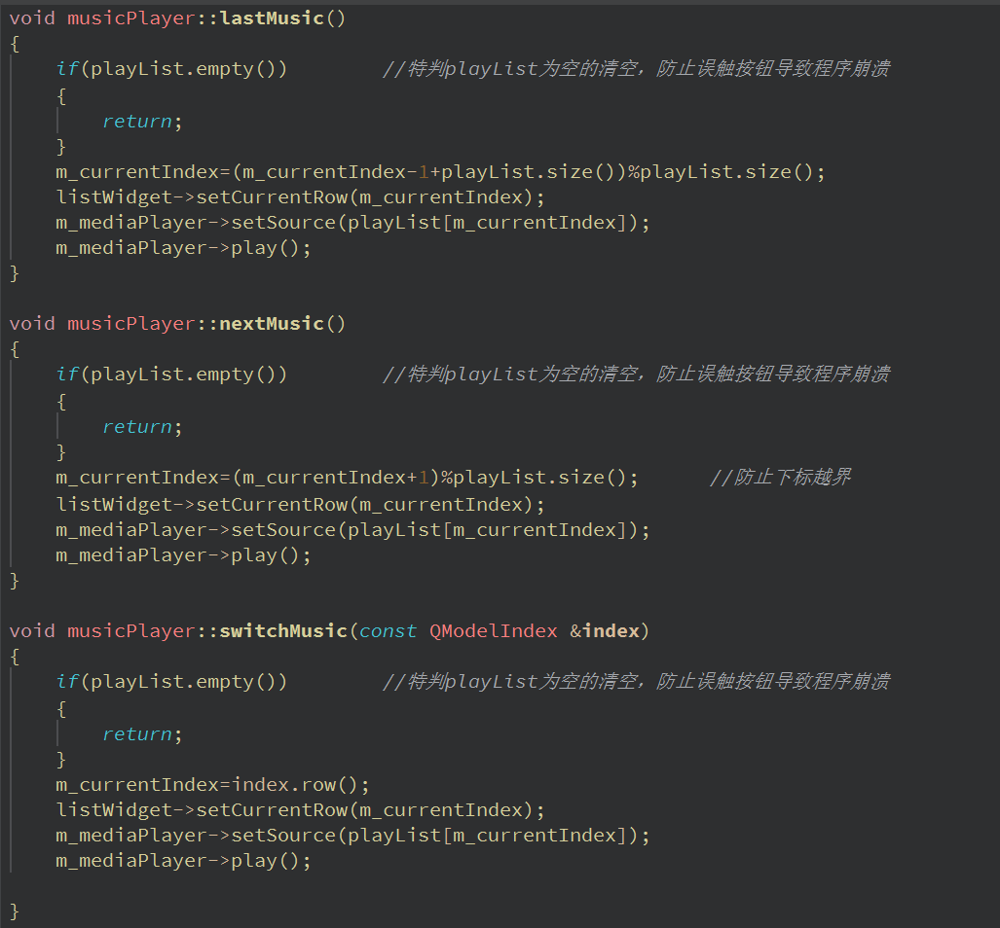 void musicPlayer::lastMusic()
{
    if(playList.empty())        //特判playList为空的清空，防止误触按钮导致程序崩溃
    {
        return;
    }
    m_currentIndex=(m_currentIndex-1+playList.size())%playList.size();
    listWidget->setCurrentRow(m_currentIndex);
    m_mediaPlayer->setSource(playList[m_currentIndex]);
    m_mediaPlayer->play();
}

void musicPlayer::nextMusic()
{
    if(playList.empty())        //特判playList为空的清空，防止误触按钮导致程序崩溃
    {
        return;
    }
    m_currentIndex=(m_currentIndex+1)%playList.size();      //防止下标越界
    listWidget->setCurrentRow(m_currentIndex);
    m_mediaPlayer->setSource(playList[m_currentIndex]);
    m_mediaPlayer->play();
}

void musicPlayer::switchMusic(const QModelIndex &index)
{
    if(playList.empty())        //特判playList为空的清空，防止误触按钮导致程序崩溃
    {
        return;
    }
    m_currentIndex=index.row();
    listWidget->setCurrentRow(m_currentIndex);
    m_mediaPlayer->setSource(playList[m_currentIndex]);
    m_mediaPlayer->play();

}